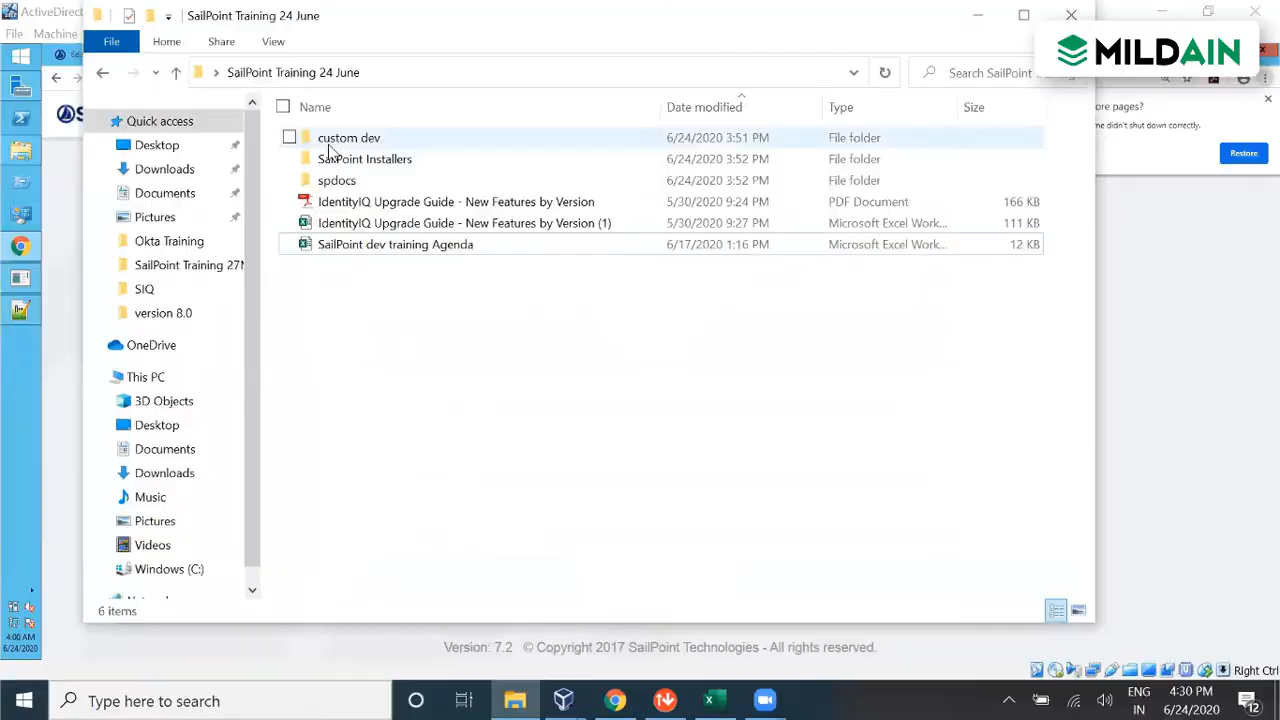 ActiveDirect
SailPoint Training 24 June
MILDAIN
File Machine
File Home Share View
SailPoint Training 24 June
Search SailPoint
Name Date modified Type Size
Quick access
Desktop
Downloads
Documents
Pictures
Okta Training
SailPoint Training 27
SIQ
version 8.0
OneDrive
This PC
3D Objects
Desktop
Documents
Downloads
Music
Pictures
Videos
Windows (C:)
custom dev 6/24/2020 3:51 PM File folder
SailPoint Installers 6/24/2020 3:52 PM File folder
spdocs 6/24/2020 3:52 PM File folder
IdentityIQ Upgrade Guide - New Features by Version 5/30/2020 9:24 PM PDF Document 166 KB
IdentityIQ Upgrade Guide - New Features by Version (1) 5/30/2020 9:27 PM Microsoft Excel Work... 111 KB
SailPoint dev training Agenda 6/17/2020 1:16 PM Microsoft Excel Work... 12 KB
ore pages?
me didn't shut down correctly.
Restore
6 items
4:00 AM
6/24/2020
Version: 7.2 © Copyright 2017 SailPoint Technologies - All rights reserved.
Right Ctrl
Type here to search
ENG
IN
4:30 PM
6/24/2020
12